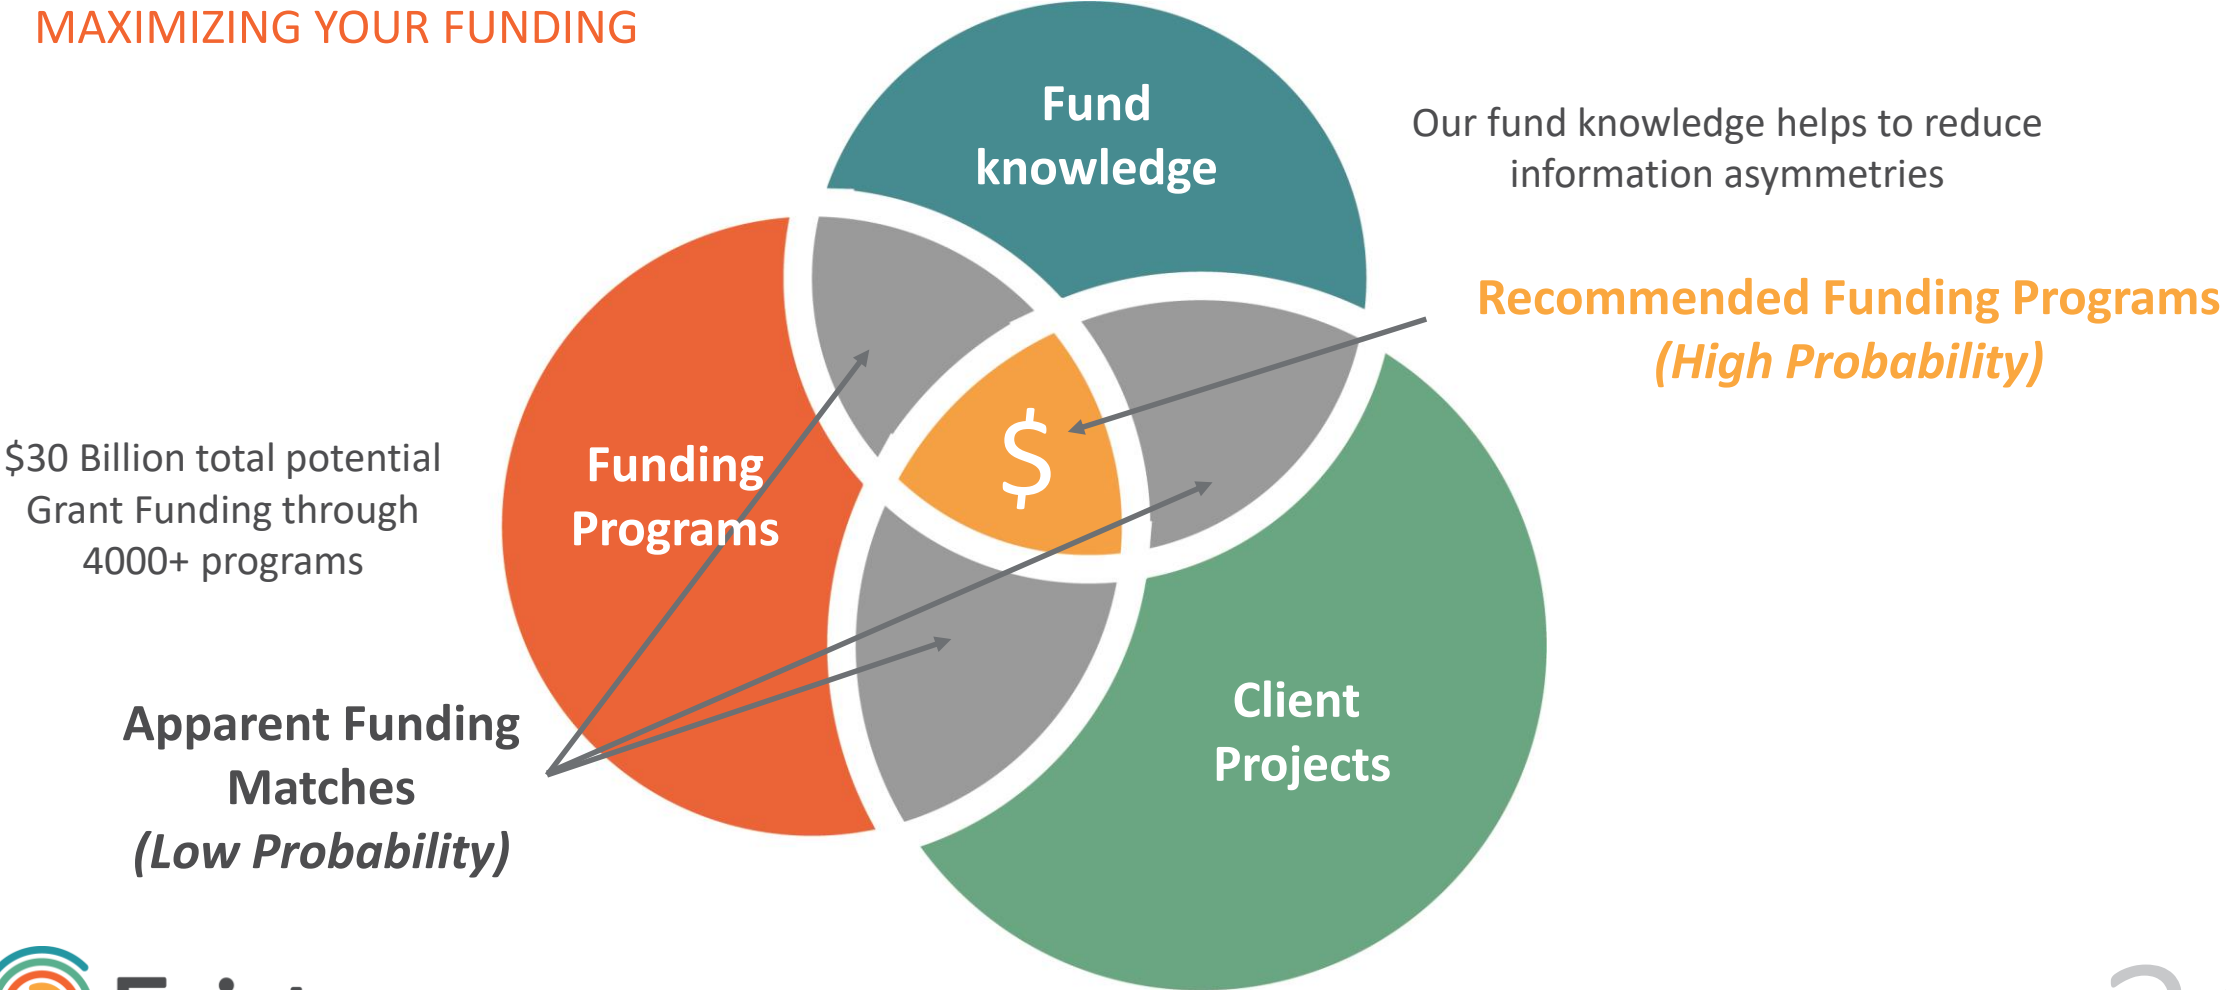 MAXIMIZING YOUR FUNDING
Fund
knowledge
Our fund knowledge helps to reduce
information asymmetries
Recommended Funding Programs
(High Probability)
$
$30 Billion total potential
Grant Funding through
4000+ programs
Funding
Programs
Apparent Funding
Matches
(Low Probability)
Client
Projects